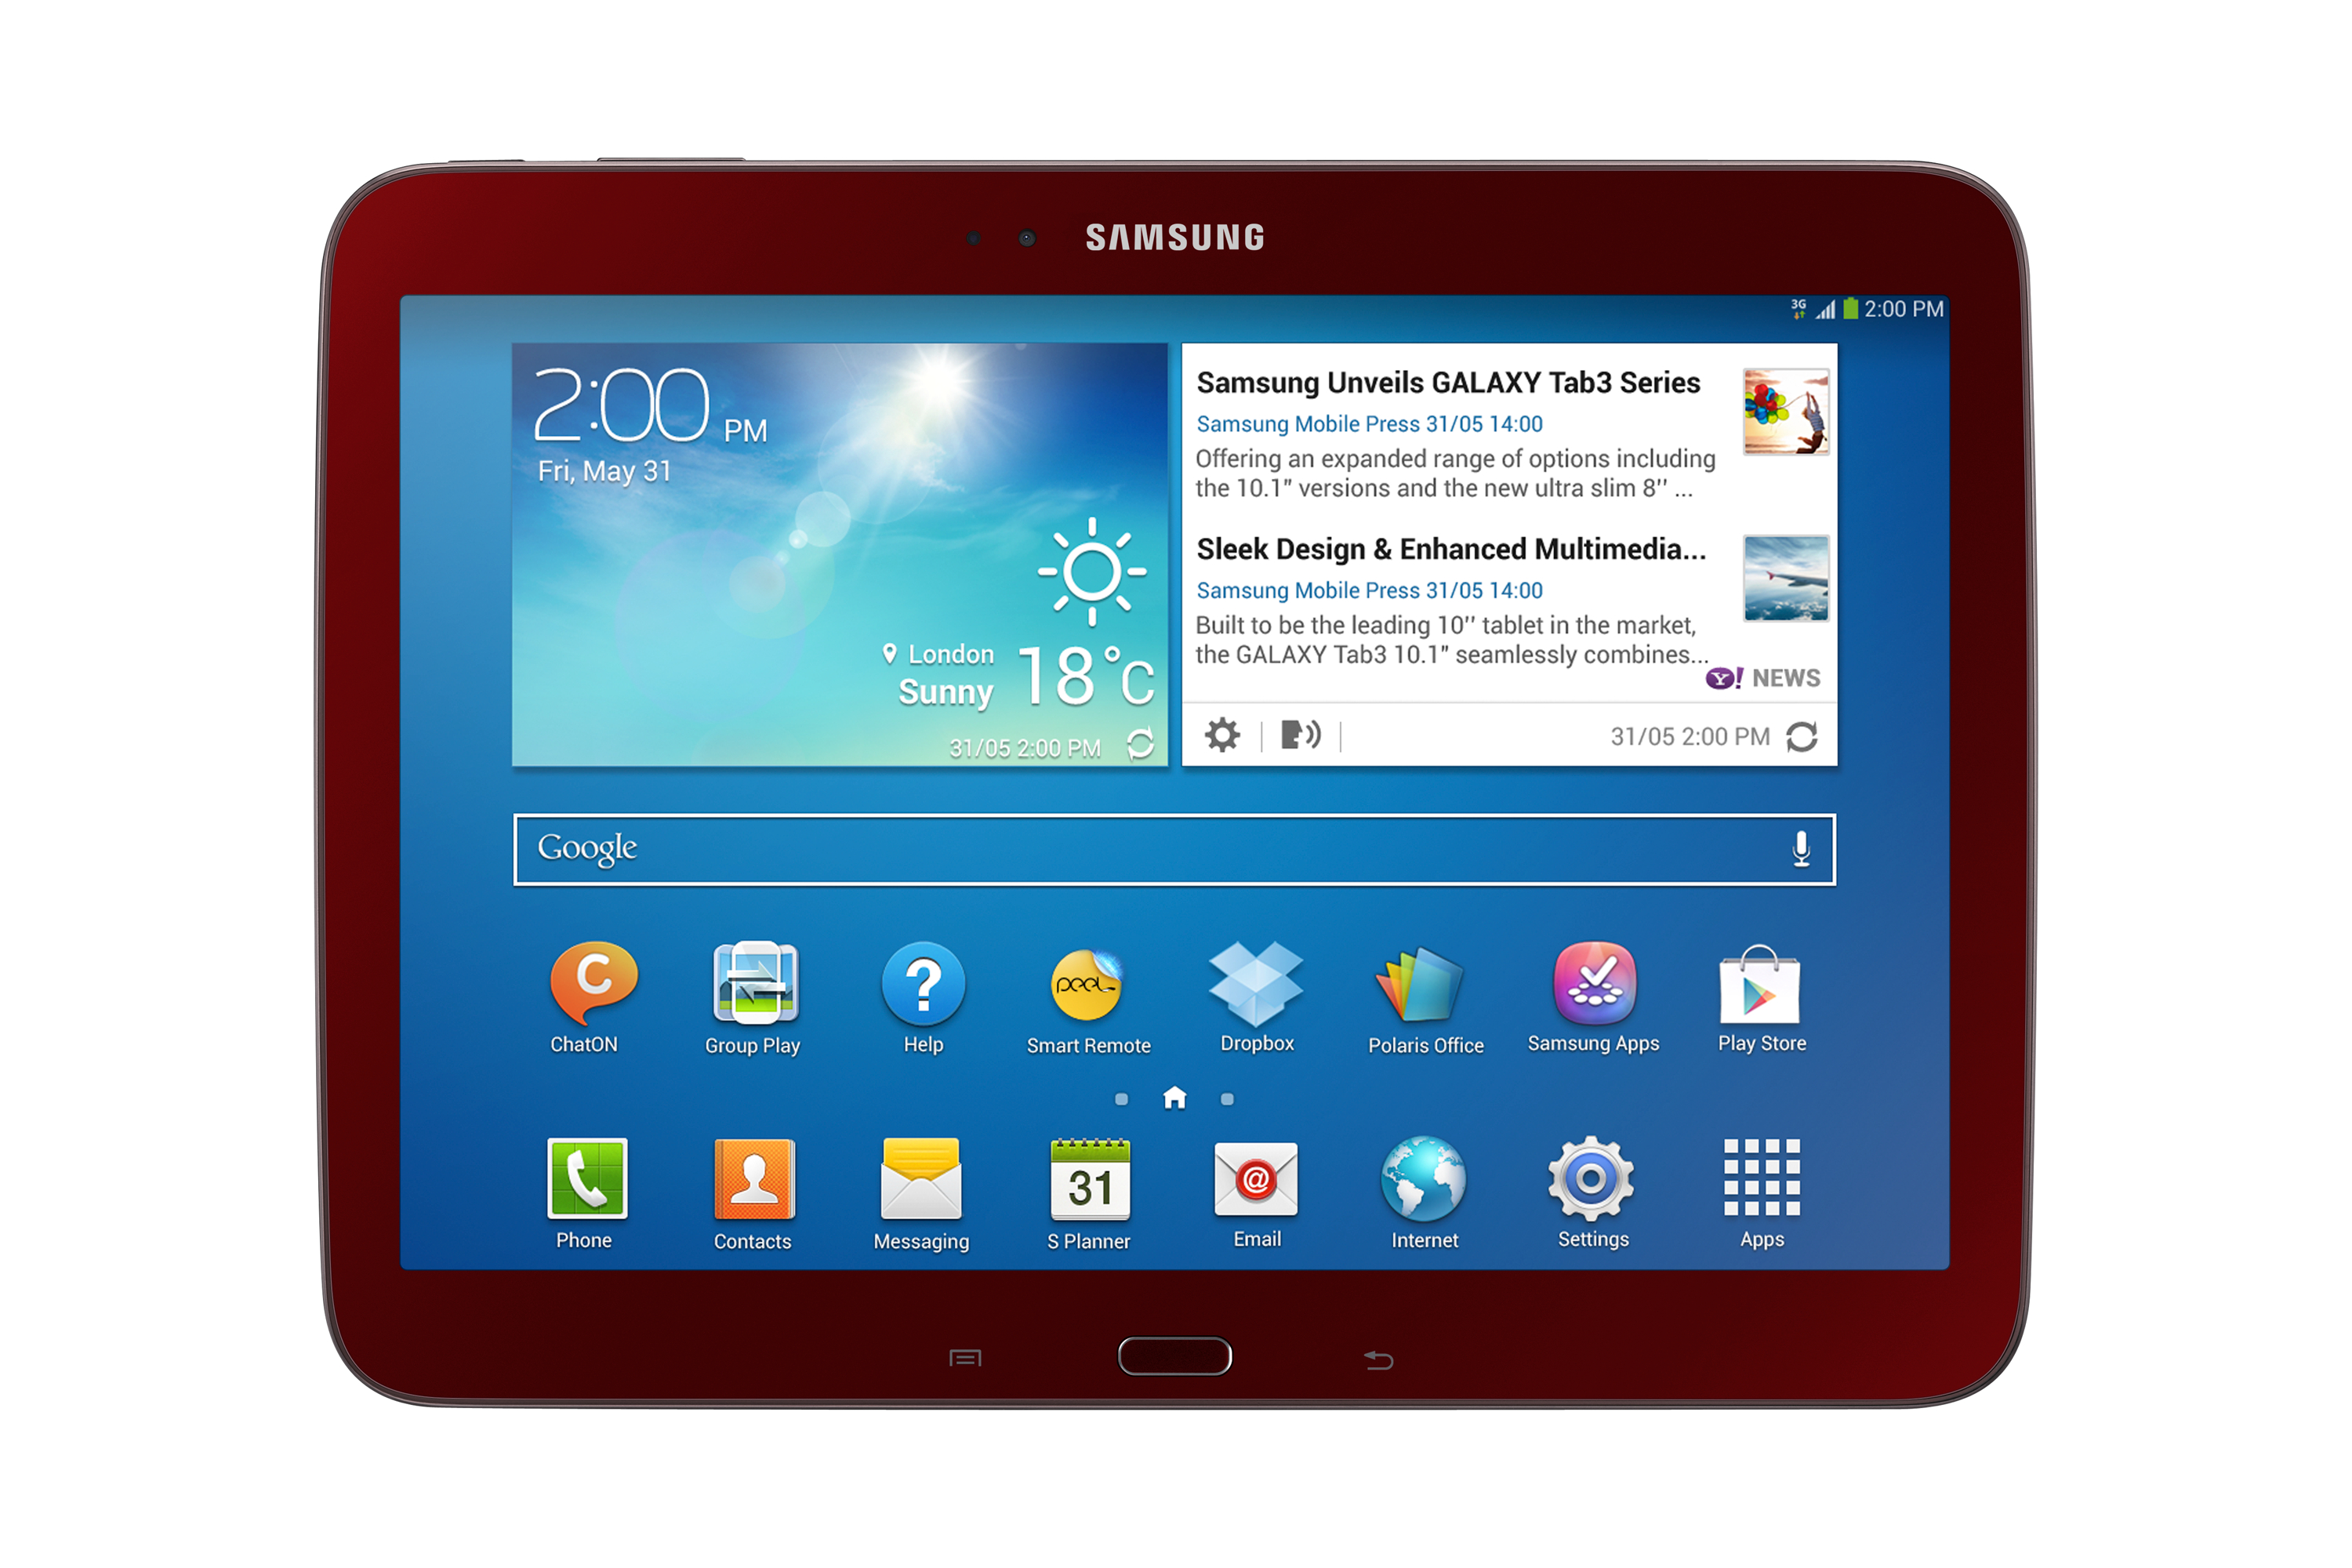 SAMSUNG
3G 2:00 PM
2:00 PM
Fri, May 31
London
Sunny 18°C
31/05 2:00 PM
Samsung Unveils GALAXY Tab3 Series
Samsung Mobile Press 31/05 14:00
Offering an expanded range of options including
the 10.1" versions and the new ultra slim 8'' ...
Sleek Design & Enhanced Multimedia...
Samsung Mobile Press 31/05 14:00
Built to be the leading 10'' tablet in the market,
the GALAXY Tab3 10.1" seamlessly combines...
Y! NEWS
31/05 2:00 PM
Google
C
?
peel
ChatON Group Play Help Smart Remote Dropbox Polaris Office Samsung Apps Play Store
31
@
Phone Contacts Messaging S Planner Email Internet Settings Apps